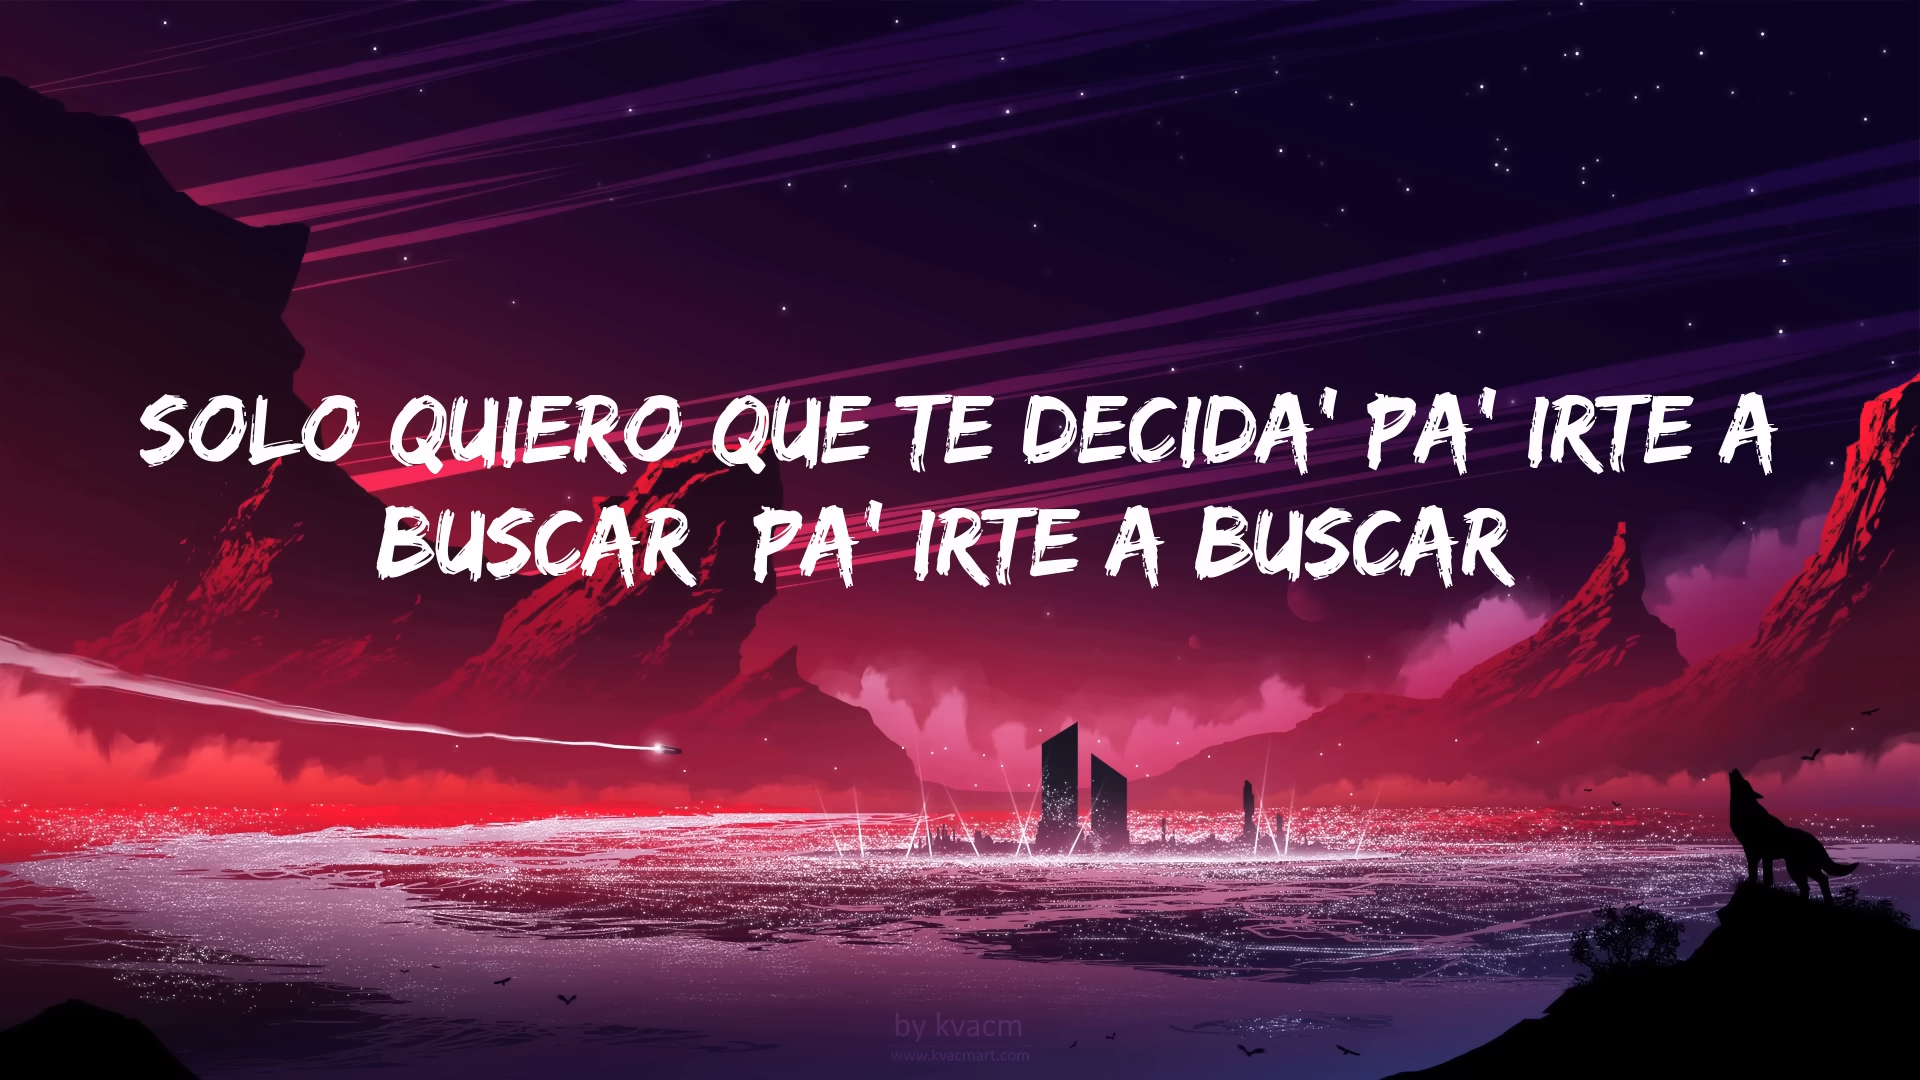 SOLO QUIERO QUE TE DECIDA' PA' IRTE A
BUSCAR PA' IRTE A BUSCAR
by kvacm
www.kvacmart.com